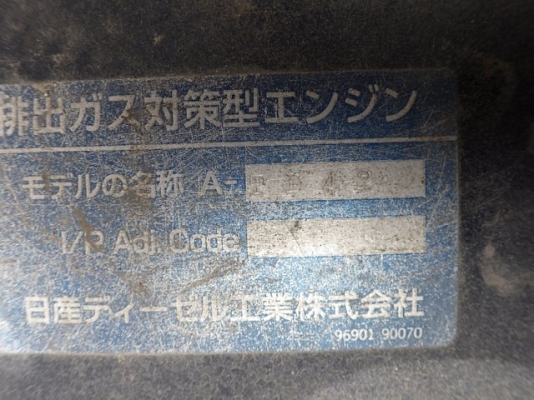 排出ガス対策型エンジン
モデルの名称 A-
I/P Adj. Code
日産ディーゼル工業株式会社
96901 90070